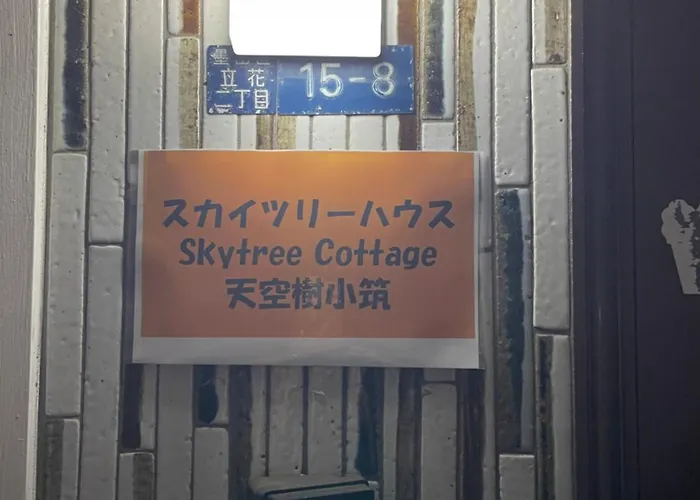 立花 15-8
二丁目
スカイツリーハウス
Skytree Cottage
天空樹小筑